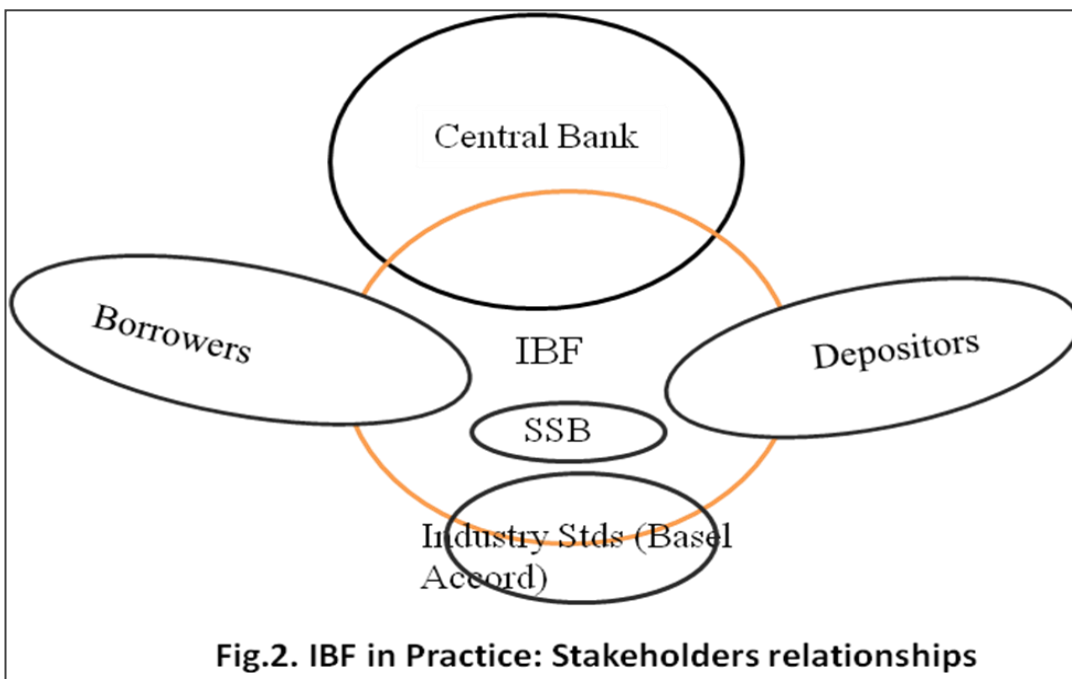 Central Bank
Borrowers
IBF
Depositors
SSB
Industry Stds (Basel
Accord)
Fig.2. IBF in Practice: Stakeholders relationships